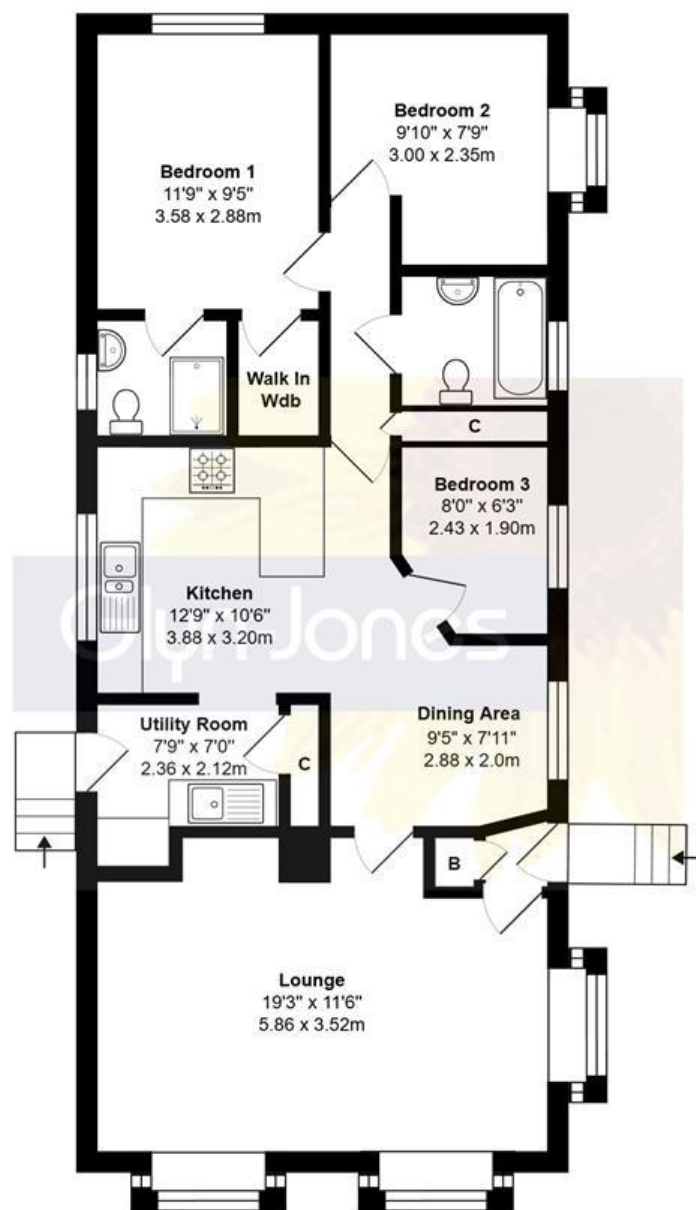 Bedroom 2
9'10" x 7'9"
3.00 x 2.35m
Bedroom 1
11'9" x 9'5"
3.58 x 2.88m
Walk In
Wdb
C
Bedroom 3
8'0" x 6'3"
2.43 x 1.90m
Kitchen
12'9" x 10'6"
3.88 x 3.20m
Glyn Jones
Utility Room
7'9" x 7'0"
2.36 x 2.12m
C
Dining Area
9'5" x 7'11"
2.88 x 2.0m
B
Lounge
19'3" x 11'6"
5.86 x 3.52m